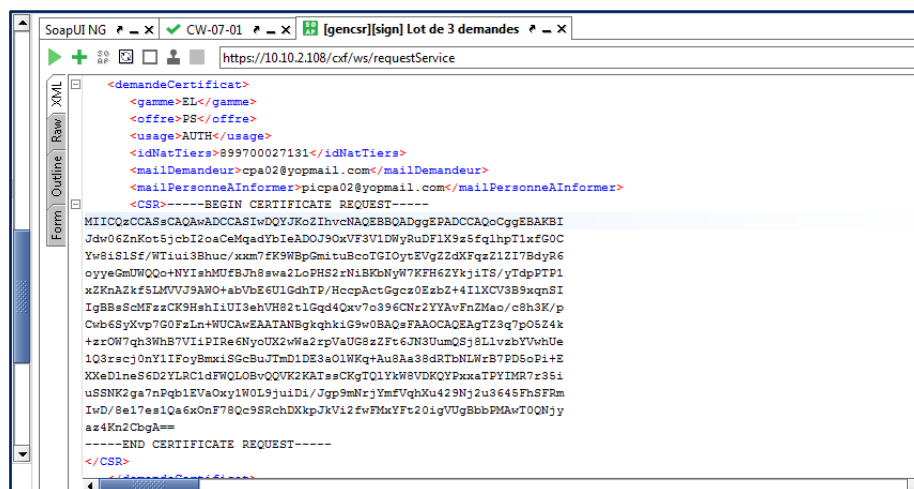 SoapUI NG
CW-07-01
[gencsr][sign] Lot de 3 demandes
https://10.10.2.108/cxf/ws/requestService
XML
Raw
Outline
Form
<demandeCertificat>
<gamme>EL</gamme>
<offre>PS</offre>
<usage>AUTH</usage>
<idNatTiers>899700027131</idNatTiers>
<mailDemandeur>cpa02@yopmail.com</mailDemandeur>
<mailPersonneAInformer>picpa02@yopmail.com</mailPersonneAInformer>
<CSR>-----BEGIN CERTIFICATE REQUEST-----
MIICQzCCASsCAQAwADCCASIwDQYJKoZIhvcNAQEBBQADggEPADCCAQoCggEBAKBI
Jdw06ZnKot5jcbI2oaCeMqadYbIeADOJ9OxVF3V1DWyRuDF1X9z5fqlhpT1xfG0C
Yw8iS1Sf/WTiui3Bhuc/xxm7fK9WBpGmituBcoTGIOytEVgZZdXFqzZ1ZI7BdyR6
oyyeGmUWQQo+NYIshMUfBJh8swa2LoPHS2rNiBKbNyW7KFH6ZYkjiTS/yTdpPTP1
xZKnAZkf5LMVVJ9AWO+abVbE6UlGdhTP/HccpActGgcz0EzbZ+4IlXCV3B9xqnSI
IgBBsScMFzzCK9HshIiUI3ehVH82tlGqd4Qxv7o396CNr2YYAvFnZMao/c8h3K/p
Cwb6SyXvp7G0FzLn+WUCAwEAATANBgkqhkiG9w0BAQsFAAOCAQEAgTZ3q7pO5Z4k
+zrOW7qh3WhB7VIiPIRe6NyoUX2wWa2rpVaUG8zZFt6JN3UumQSj8LlvzbYVwhUe
1Q3rscj0nY1IFoyBmxiSGcBuJTmD1DE3aOlWKq+Au8Aa38dRTbNLWrB7PD5oPi+E
XXeDlneS6D2YLRC1dFWQLOBvQQVK2KATssCKgTQlYkW8VDKQYPxxaTPYIMR7r35i
uSSNK2ga7nPqb1EVaOxy1W0L9juiDi/Jgp9mNrjYmfVqhXu429Nj2u3645FhSFRm
IwD/8e17es1Qa6xOnF78Qc9SRchDXkpJkVi2fwFMxYFt20igVUgBbbPMAwT0QNjy
az4Kn2CbgA==
-----END CERTIFICATE REQUEST-----
</CSR>
</demandeCertificat>